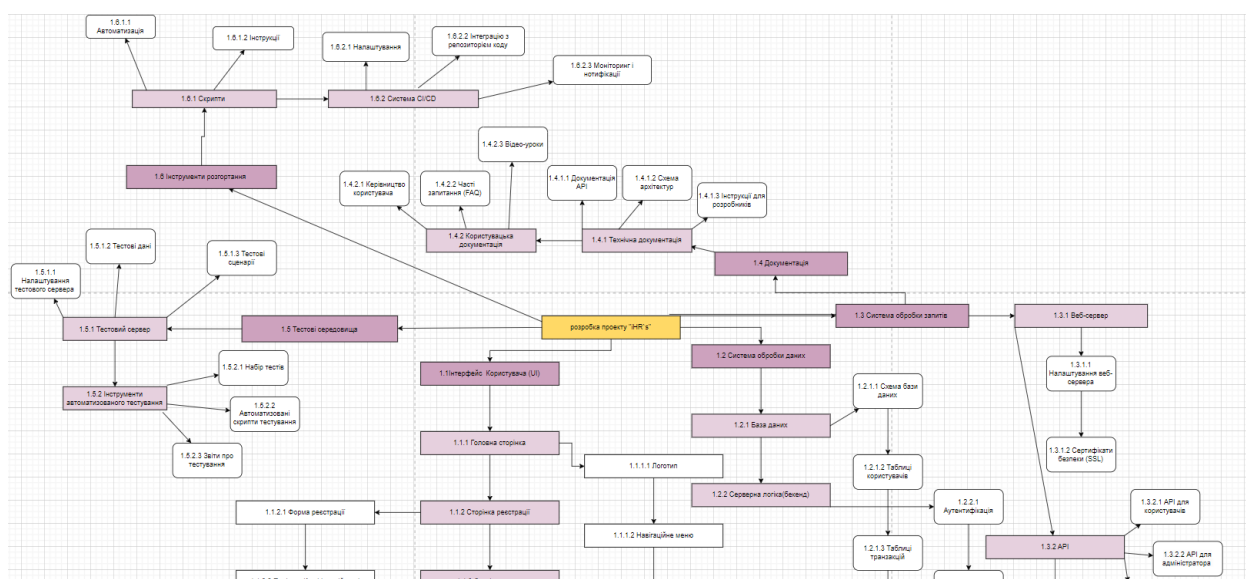 1.6.1.1
Автоматизація
1.6.1.2 Інструкції
1.6.2.1 Налаштування
1.6.2.2 Інтеграцію з
репозиторієм коду
1.6.2.3 Моніторинг і
нотифікації
1.6.1 Скрипти
1.6.2 Система CI/CD
1.6 Інструменти розгортання
1.4.2.3 Відео-уроки
1.4.2.1 Керівництво
користувача
1.4.2.2 Часті
запитання (FAQ)
1.4.1.1 Документація
API
1.4.1.2 Схема
архітектур
1.4.1.3 Інструкції для
розробників
1.4.2 Користувацька
документація
1.4.1 Технічна документація
1.4 Документація
1.5.1.2 Тестові дані
1.5.1.3 Тестові
сценарії
1.5.1.1
Налаштування
тестового сервера
1.5.1 Тестовий сервер
1.5 Тестові середовища
розробка проекту "iHR`s"
1.3 Система обробки запитів
1.3.1 Веб-сервер
1.5.2.1 Набір тестів
1.5.2 Інструменти
автоматизованого тестування
1.5.2.2
Автоматизовані
скрипти тестування
1.5.2.3 Звіти про
тестування
1.1Інтерфейс Користувача (UI)
1.2 Система обробки даних
1.2.1.1 Схема бази
даних
1.3.1.1
Налаштування веб-
сервера
1.2.1 База даних
1.1.1 Головна сторінка
1.3.1.2 Сертифікати
безпеки (SSL)
1.1.1.1 Логотип
1.2.1.2 Таблиці
користувачів
1.2.2 Серверна логіка(бекенд)
1.1.2.1 Форма реєстрації
1.1.2 Сторінка реєстрації
1.2.2.1
Аутентифікація
1.3.2.1 API для
користувачів
1.1.1.2 Навігаційне меню
1.2.1.3 Таблиці
транзакцій
1.3.2 API
1.3.2.2 API для
адміністратора